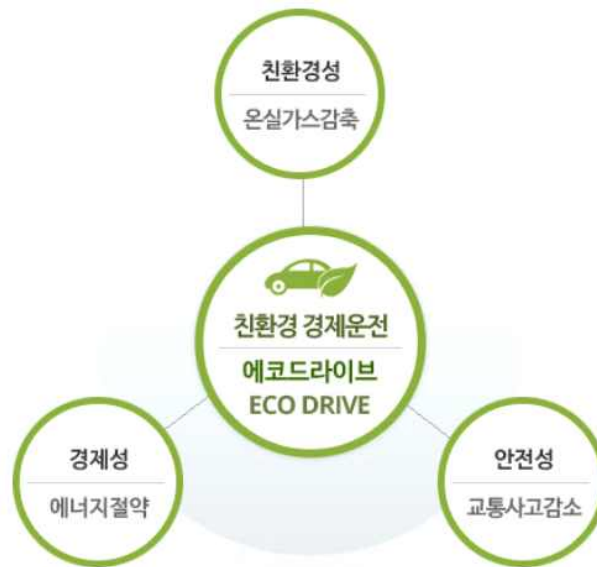 친환경성
온실가스감축
친환경 경제운전
에코드라이브
ECO DRIVE
경제성
에너지절약
안전성
교통사고감소